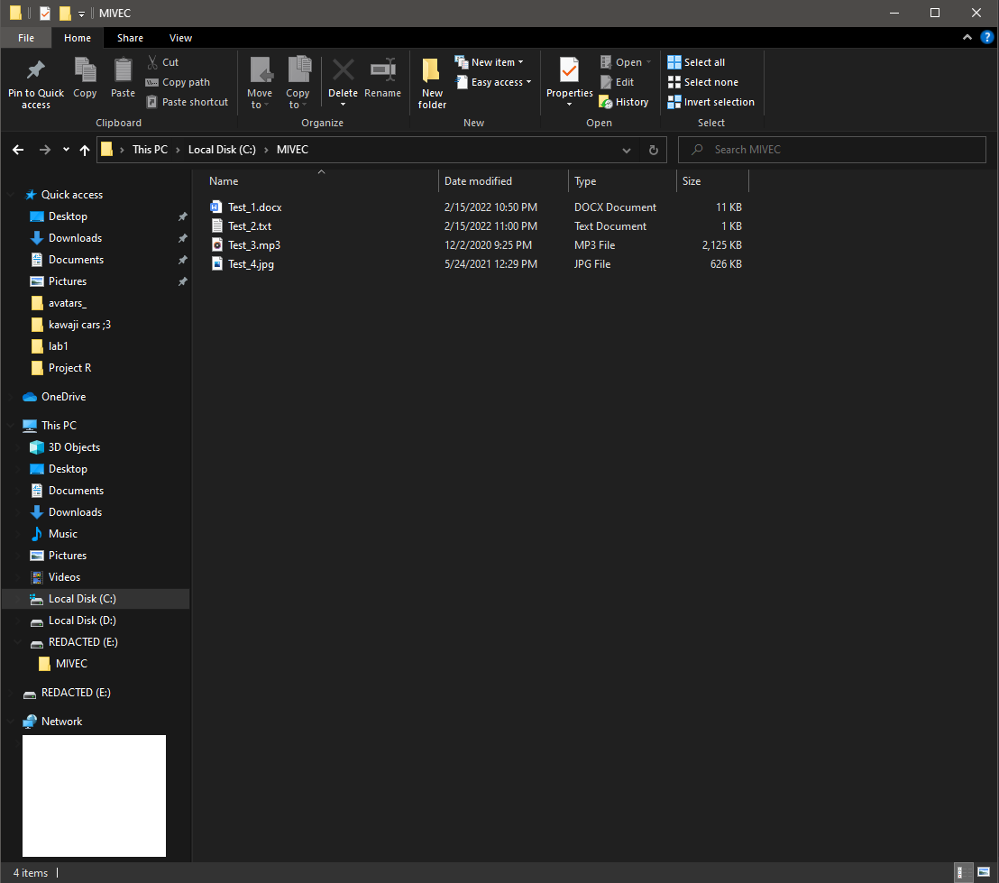 MIVEC
File Home Share View
?
Pin to Quick access
Copy
Paste
Cut
Copy path
Paste shortcut
Clipboard
Move to
Copy to
Delete
Rename
Organize
New folder
New item
Easy access
New
Properties
Open
Edit
History
Open
Select all
Select none
Invert selection
Select
This PC > Local Disk (C:) > MIVEC
Search MIVEC
Quick access
Desktop
Downloads
Documents
Pictures
avatars_
kawaji cars ;3
lab1
Project R
OneDrive
This PC
3D Objects
Desktop
Documents
Downloads
Music
Pictures
Videos
Local Disk (C:)
Local Disk (D:)
REDACTED (E:)
MIVEC
REDACTED (E:)
Network
Name Date modified Type Size
Test_1.docx 2/15/2022 10:50 PM DOCX Document 11 KB
Test_2.txt 2/15/2022 11:00 PM Text Document 1 KB
Test_3.mp3 12/2/2020 9:25 PM MP3 File 2,125 KB
Test_4.jpg 5/24/2021 12:29 PM JPG File 626 KB
4 items